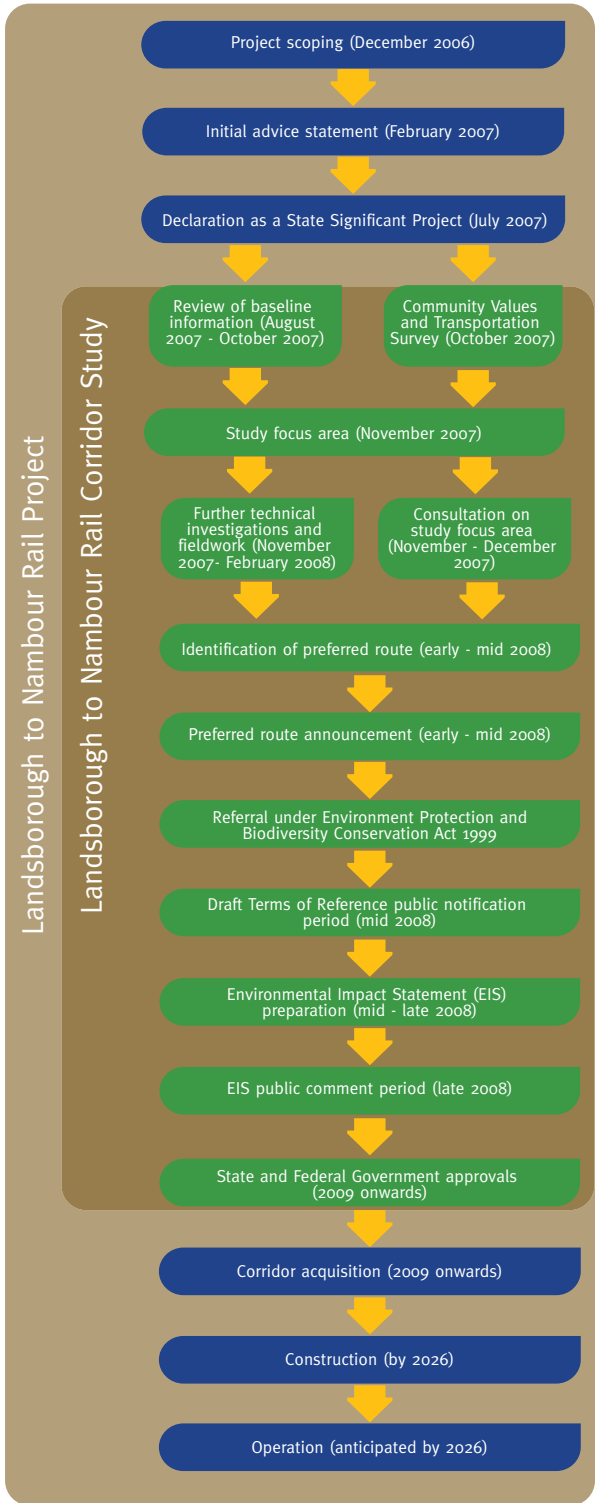 Landsborough to Nambour Rail Project
Landsborough to Nambour Rail Corridor Study
Project scoping (December 2006)
Initial advice statement (February 2007)
Declaration as a State Significant Project (July 2007)
Review of baseline
information (August
2007 - October 2007)
Community Values
and Transportation
Survey (October 2007)
Study focus area (November 2007)
Further technical
investigations and
fieldwork (November
2007- February 2008)
Consultation on
study focus area
(November - December
2007)
Identification of preferred route (early - mid 2008)
Preferred route announcement (early - mid 2008)
Referral under Environment Protection and
Biodiversity Conservation Act 1999
Draft Terms of Reference public notification
period (mid 2008)
Environmental Impact Statement (EIS)
preparation (mid - late 2008)
EIS public comment period (late 2008)
State and Federal Government approvals
(2009 onwards)
Corridor acquisition (2009 onwards)
Construction (by 2026)
Operation (anticipated by 2026)